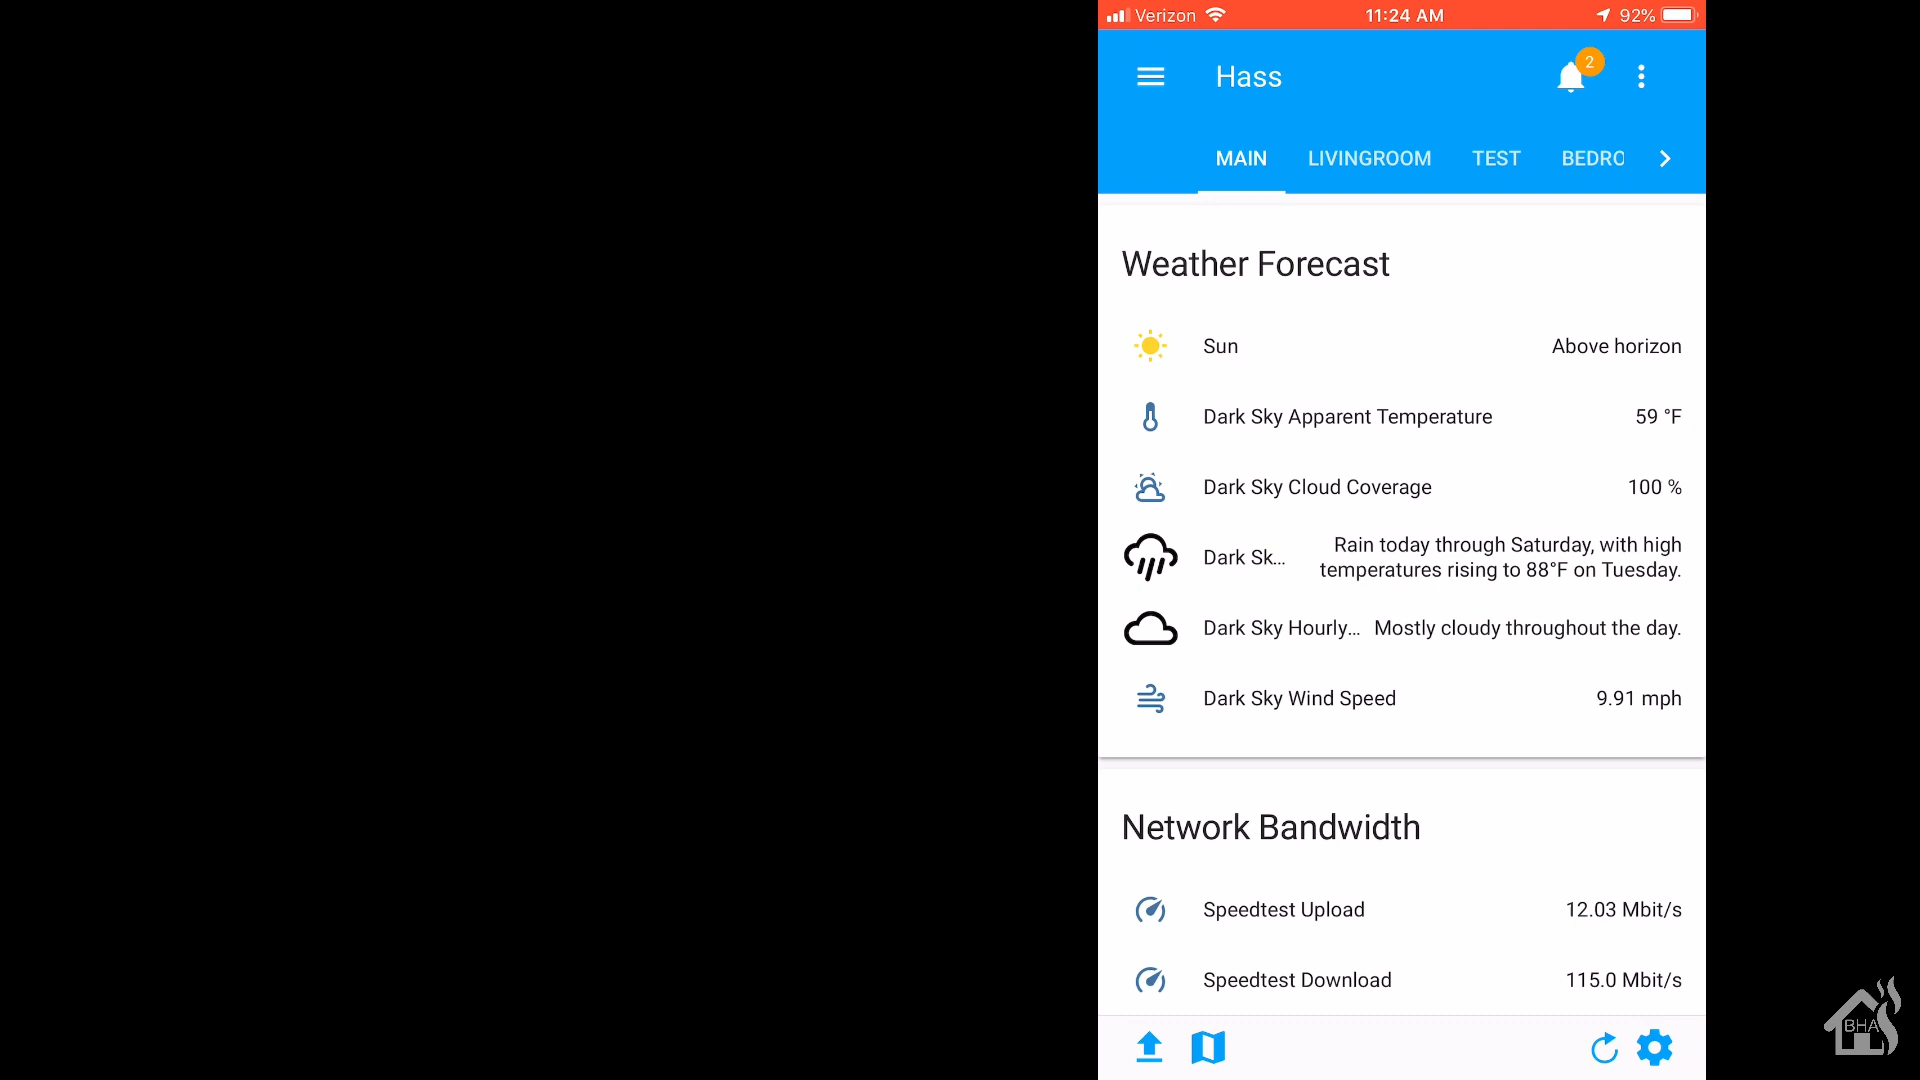 Verizon
11:24 AM
92%
Hass
2
MAIN LIVINGROOM TEST BEDRO
Weather Forecast
Sun Above horizon
Dark Sky Apparent Temperature 59 °F
Dark Sky Cloud Coverage 100 %
Dark Sk... Rain today through Saturday, with high
temperatures rising to 88°F on Tuesday.
Dark Sky Hourly... Mostly cloudy throughout the day.
Dark Sky Wind Speed 9.91 mph
Network Bandwidth
Speedtest Upload 12.03 Mbit/s
Speedtest Download 115.0 Mbit/s
BHA